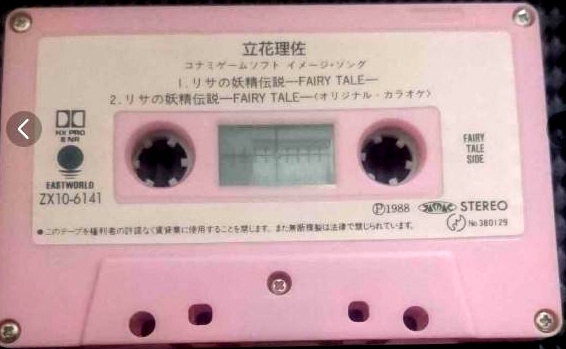 立花理佐
コナミゲームソフト イメージ・ソング
1.リサの妖精伝説—FAIRY TALE—
2.リサの妖精伝説—FAIRY TALE—〈オリジナル・カラオケ〉
HX PRO
B NR
EASTWORLD
ZX10-6141
FAIRY
TALE
SIDE
Ⓟ1988 STEREO
No.380129
●このテープを権利者の許諾なく賃貸業に使用することを禁じます。また無断複製は法律で禁じられています。